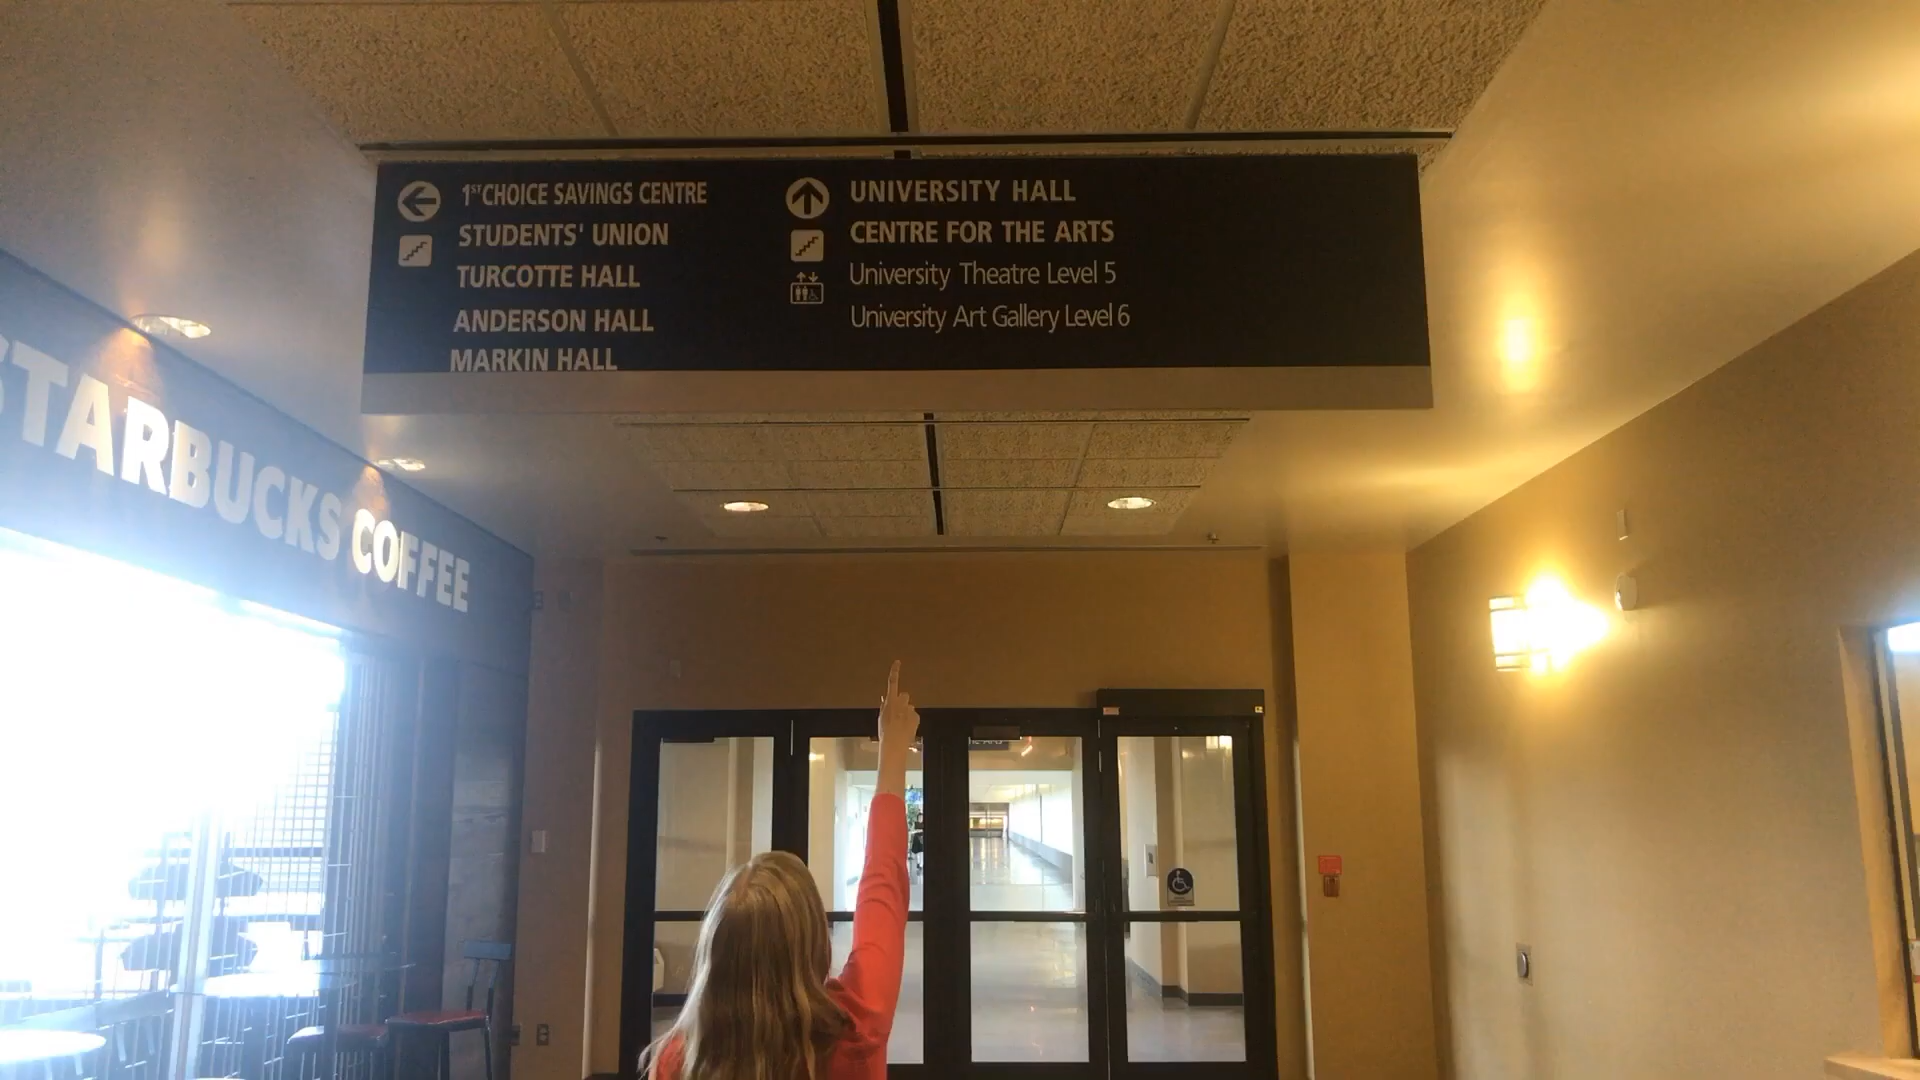 1ST CHOICE SAVINGS CENTRE
STUDENTS' UNION
TURCOTTE HALL
ANDERSON HALL
MARKIN HALL
UNIVERSITY HALL
CENTRE FOR THE ARTS
University Theatre Level 5
University Art Gallery Level 6
STARBUCKS COFFEE